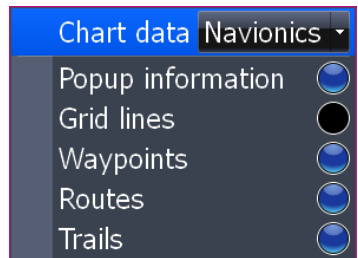 Chart data Navionics
Popup information
Grid lines
Waypoints
Routes
Trails